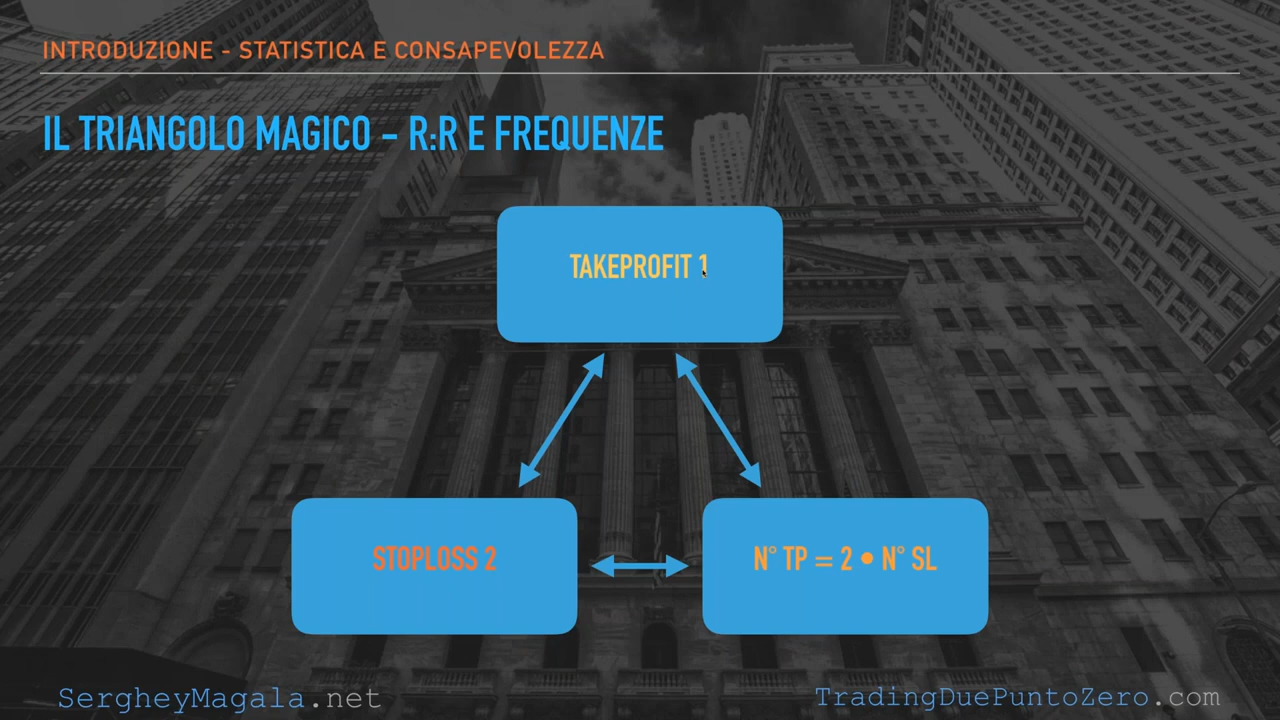 INTRODUZIONE - STATISTICA E CONSAPEVOLEZZA
IL TRIANGOLO MAGICO - R:R E FREQUENZE
TAKEPROFIT 1
STOPLOSS 2
N° TP = 2 • N° SL
SergheyMagala.net
TradingDuePuntoZero.com